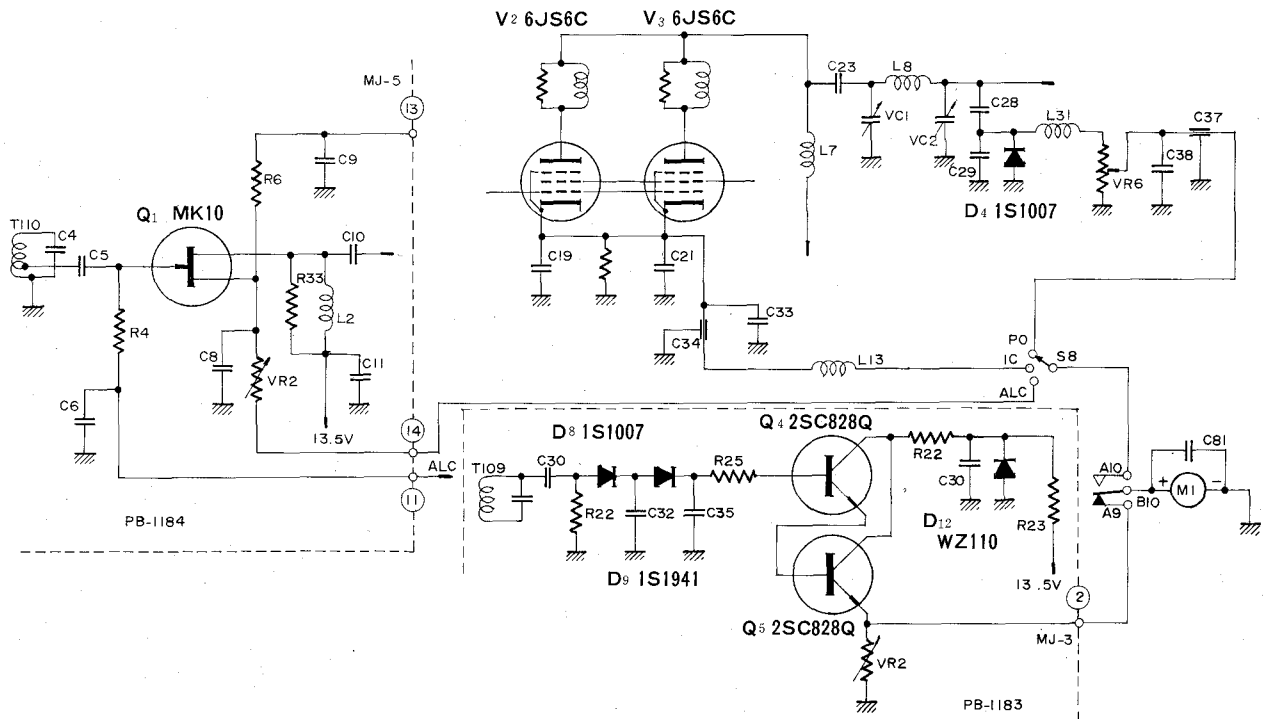 V2 6JS6C
V3 6JS6C
MJ-5
13
C9
R6
Q1 MK10
T110
C4
C5
R4
C6
C8
VR2
R33
C10
L2
C11
13.5V
14
ALC
11
PB-1184
C23
L8
VC1
VC2
L7
C28
C29
L31
D4 1S1007
VR6
C38
C37
C19
C21
C34
C33
L13
PO
IC
ALC
S8
D8 1S1007
T109
C30
R22
C32
C35
R25
D9 1S1941
Q4 2SC828Q
Q5 2SC828Q
R22
C30
D12
WZ110
R23
13.5V
2
MJ-3
VR2
PB-1183
A10
B10
A9
C81
+ M1 -